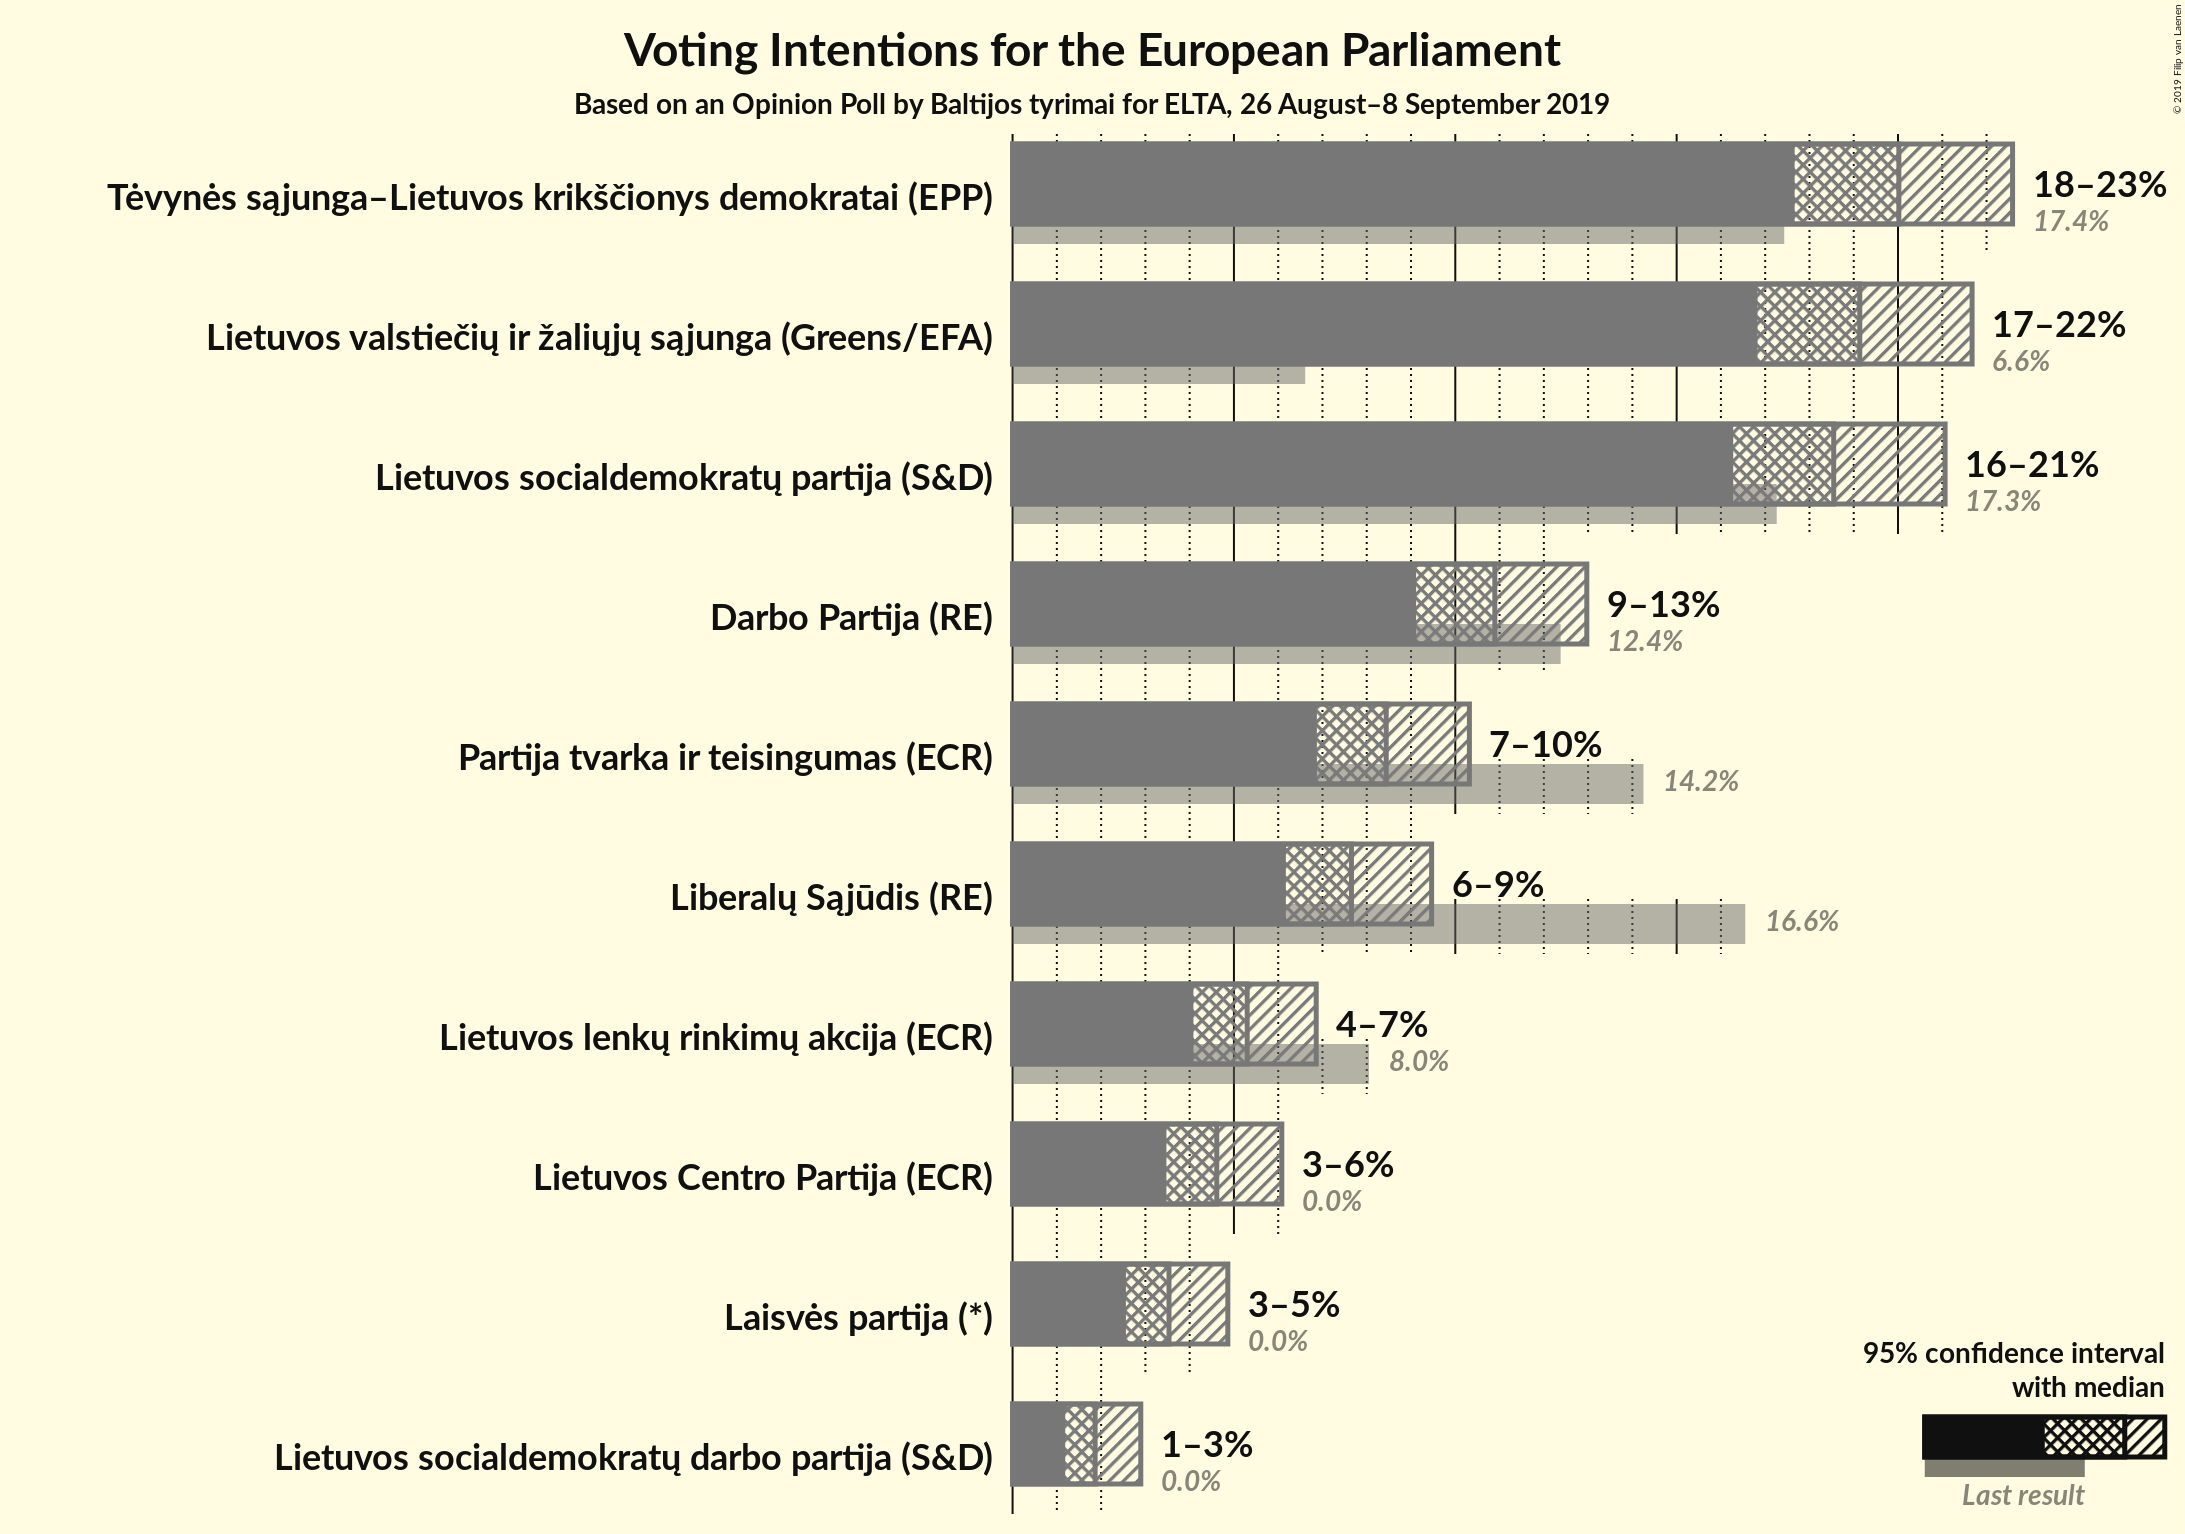 Voting Intentions for the European Parliament
Based on an Opinion Poll by Baltijos tyrimai for ELTA, 26 August–8 September 2019
© 2019 Filip van Laenen
Tėvynės sąjunga–Lietuvos krikščionys demokratai (EPP)
18–23%
17.4%
Lietuvos valstiečių ir žaliųjų sąjunga (Greens/EFA)
17–22%
6.6%
Lietuvos socialdemokratų partija (S&D)
16–21%
17.3%
Darbo Partija (RE)
9–13%
12.4%
Partija tvarka ir teisingumas (ECR)
7–10%
14.2%
Liberalų Sąjūdis (RE)
6–9%
16.6%
Lietuvos lenkų rinkimų akcija (ECR)
4–7%
8.0%
Lietuvos Centro Partija (ECR)
3–6%
0.0%
Laisvės partija (*)
3–5%
0.0%
Lietuvos socialdemokratų darbo partija (S&D)
1–3%
0.0%
95% confidence interval
with median
Last result